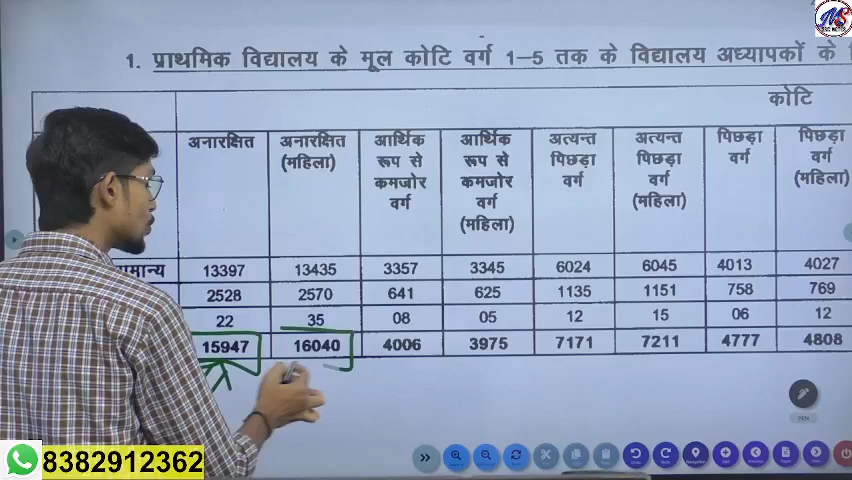 1. प्राथमिक विद्यालय के मूल कोटि वर्ग 1–5 तक के विद्यालय अध्यापकों के
कोटि
अनारक्षित अनारक्षित (महिला) आर्थिक रूप से कमजोर वर्ग आर्थिक रूप से कमजोर वर्ग (महिला) अत्यन्त पिछड़ा वर्ग अत्यन्त पिछड़ा वर्ग (महिला) पिछड़ा वर्ग पिछड़ा वर्ग (महिला)
13397 13435 3357 3345 6024 6045 4013 4027
2528 2570 641 625 1135 1151 758 769
22 35 08 05 12 15 06 12
15947 16040 4006 3975 7171 7211 4777 4808
PEN
8382912362